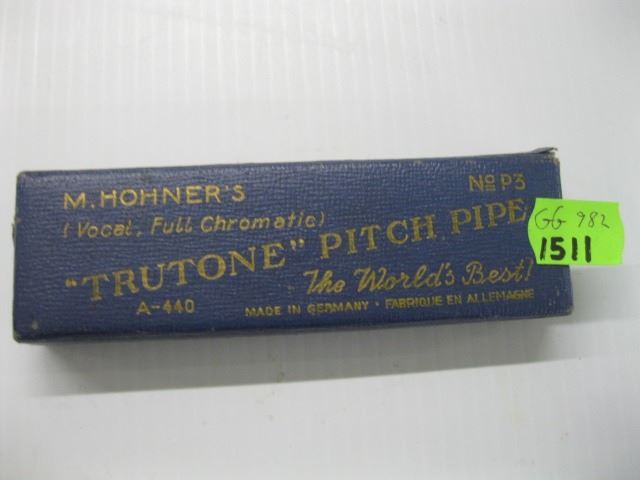 M. HOHNER'S
No P3
(Vocal, Full Chromatic)
"TRUTONE" PITCH PIPE
A-440
The World's Best!
MADE IN GERMANY · FABRIQUE EN ALLEMAGNE
GG 982
1511